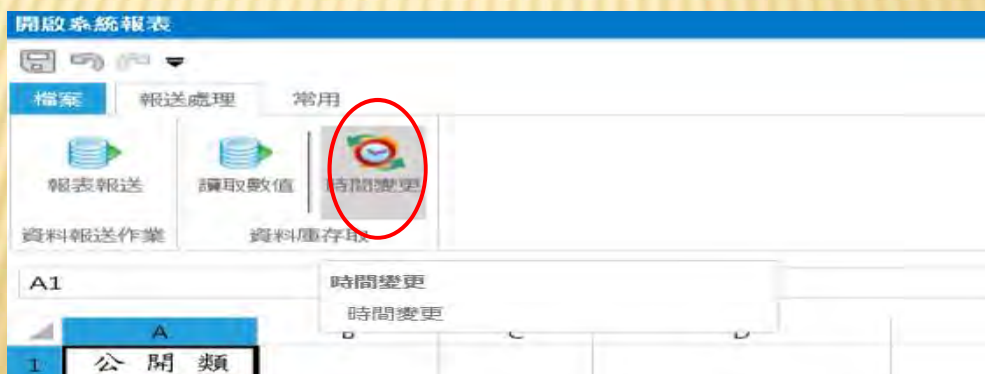 開啟系統報表
檔案 報送處理 常用
報表報送 讀取數值 時間變更
資料報送作業 資料庫存取
A1
時間變更
時間變更
A B C D
1 公開類